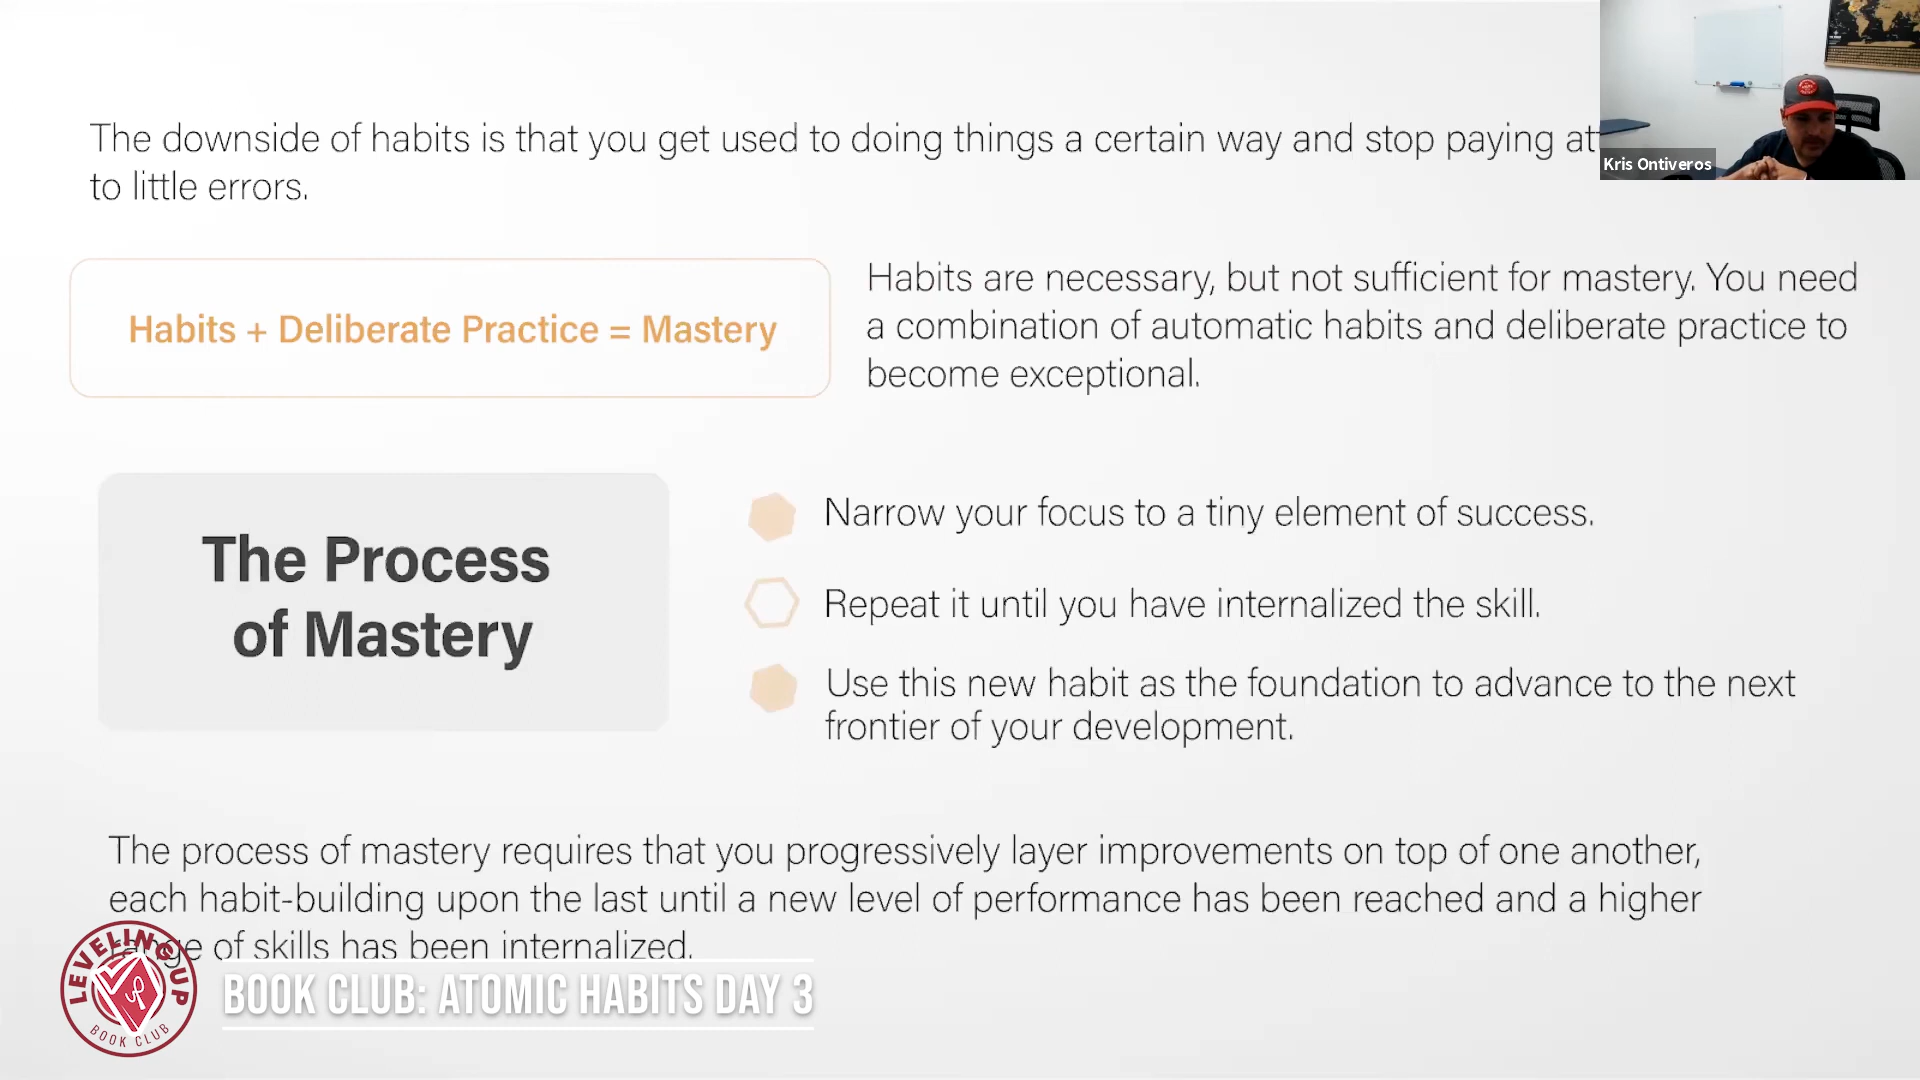 The downside of habits is that you get used to doing things a certain way and stop paying
to little errors.
Kris Ontiveros
Habits + Deliberate Practice = Mastery
Habits are necessary, but not sufficient for mastery. You need
a combination of automatic habits and deliberate practice to
become exceptional.
The Process
of Mastery
Narrow your focus to a tiny element of success.
Repeat it until you have internalized the skill.
Use this new habit as the foundation to advance to the next
frontier of your development.
The process of mastery requires that you progressively layer improvements on top of one another,
each habit-building upon the last until a new level of performance has been reached and a higher
range of skills has been internalized.
LEVELING UP
BOOK CLUB
BOOK CLUB: ATOMIC HABITS DAY 3